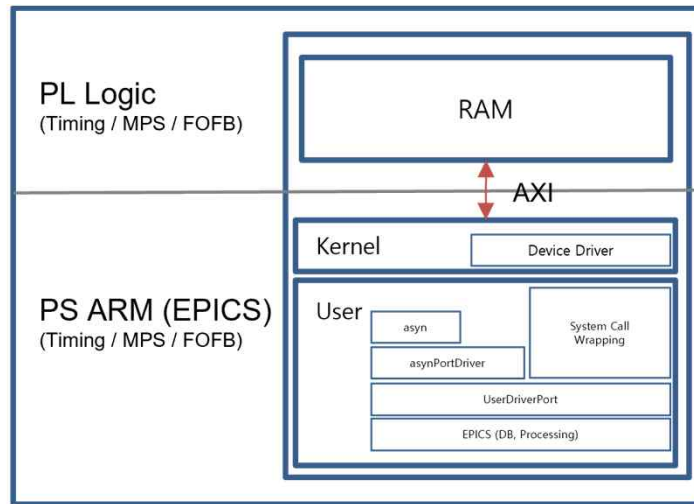 PL Logic
(Timing / MPS / FOFB)
RAM
AXI
Kernel
Device Driver
PS ARM (EPICS)
(Timing / MPS / FOFB)
User
asyn
System Call
Wrapping
asynPortDriver
UserDriverPort
EPICS (DB, Processing)